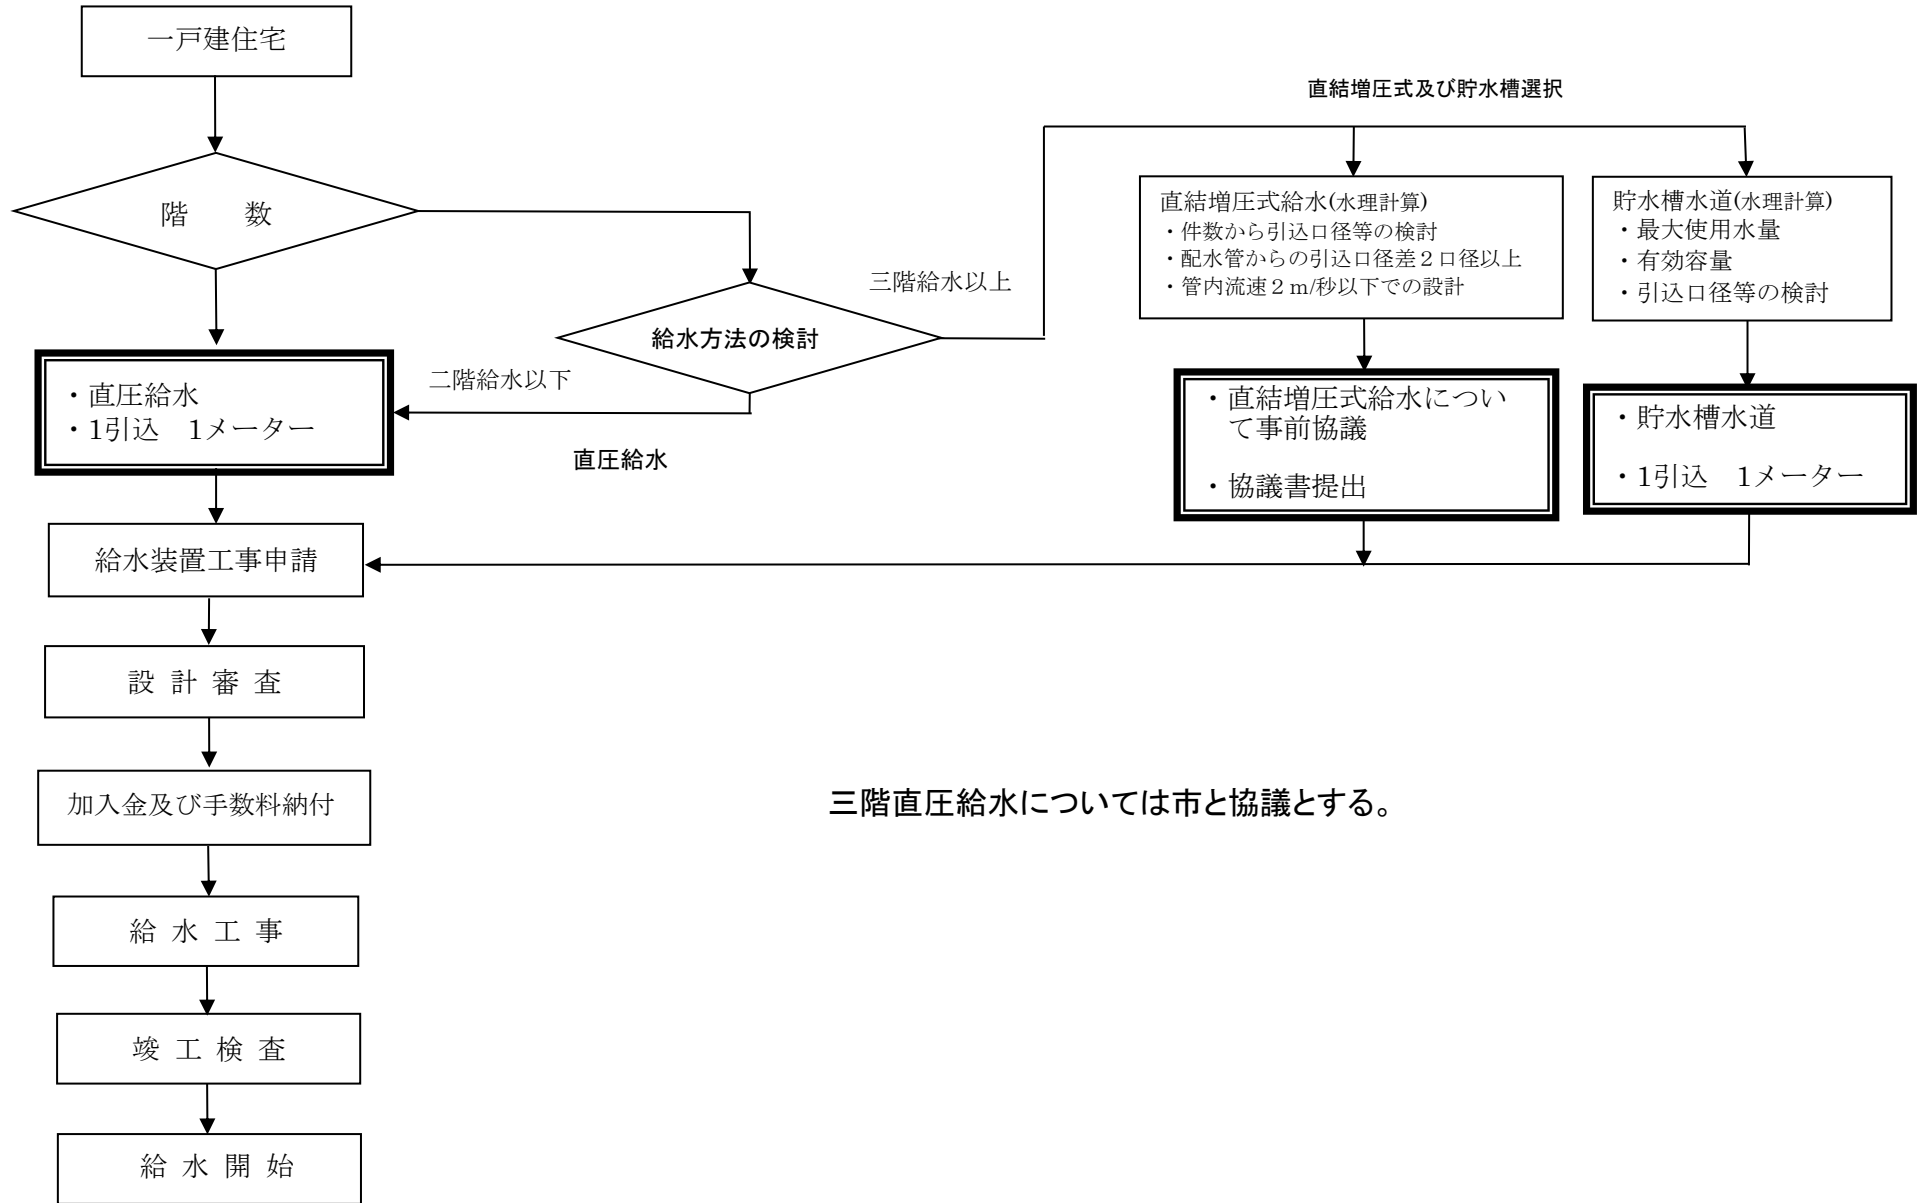 一戸建住宅
階　　数
・直圧給水
・1引込　1メーター
二階給水以下
直圧給水
給水方法の検討
三階給水以上
直結増圧式及び貯水槽選択
直結増圧式給水(水理計算)
・件数から引込口径等の検討
・配水管からの引込口径差２口径以上
・管内流速２ｍ/秒以下での設計
貯水槽水道(水理計算)
・最大使用水量
・有効容量
・引込口径等の検討
・直結増圧式給水につい
て事前協議
・協議書提出
・貯水槽水道
・1引込　1メーター
給水装置工事申請
設 計 審 査
加入金及び手数料納付
三階直圧給水については市と協議とする。
給 水 工 事
竣 工 検 査
給 水 開 始